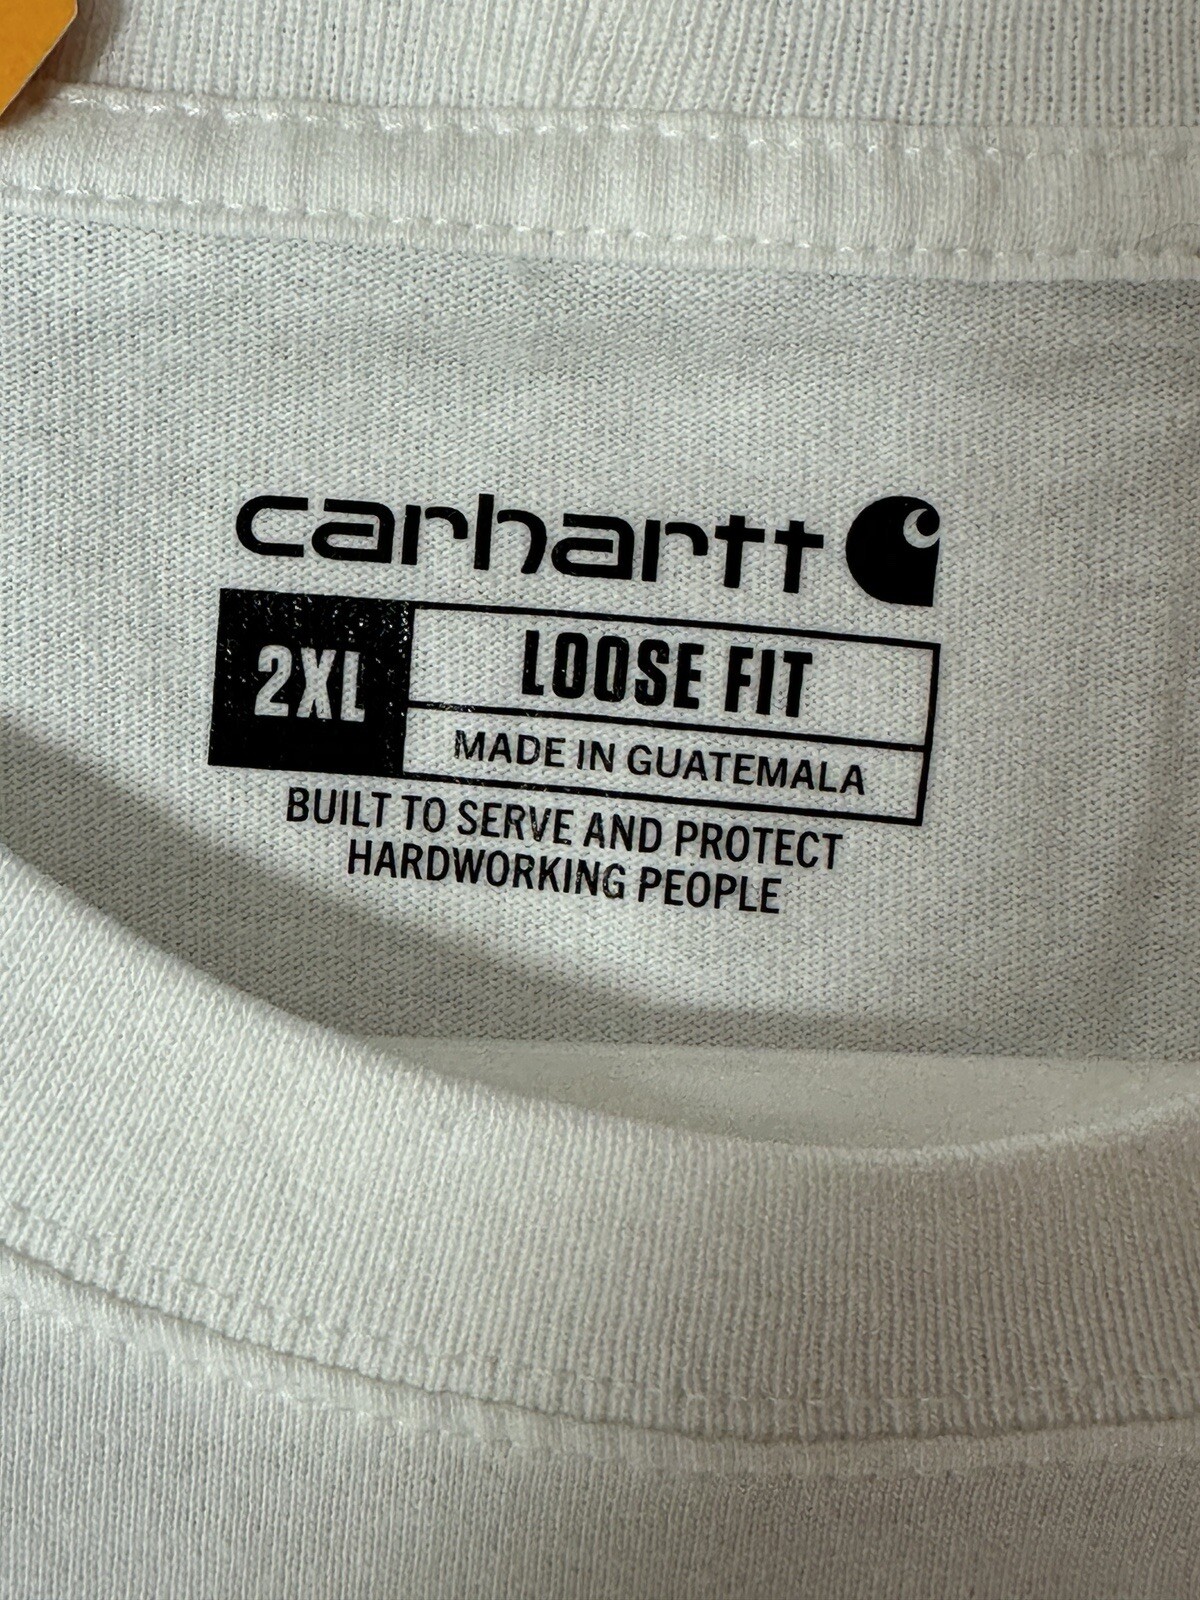 carhartt
2XL
LOOSE FIT
MADE IN GUATEMALA
BUILT TO SERVE AND PROTECT
HARDWORKING PEOPLE